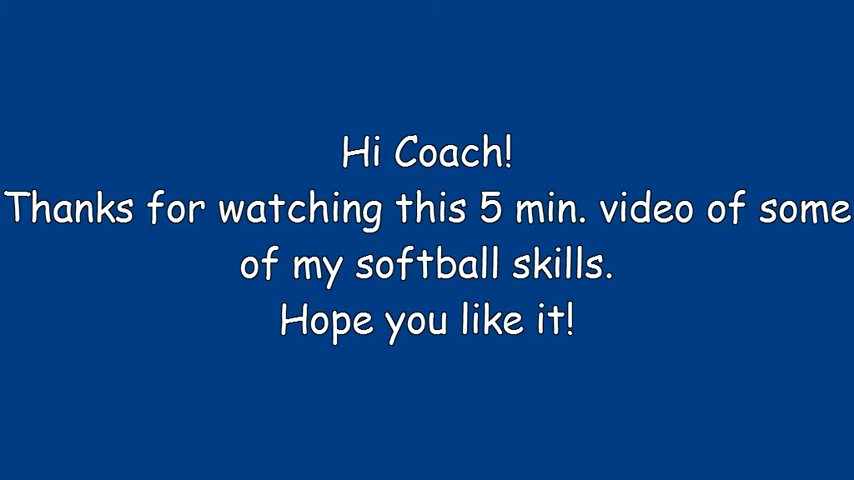 Hi Coach!
Thanks for watching this 5 min. video of some
of my softball skills.
Hope you like it!